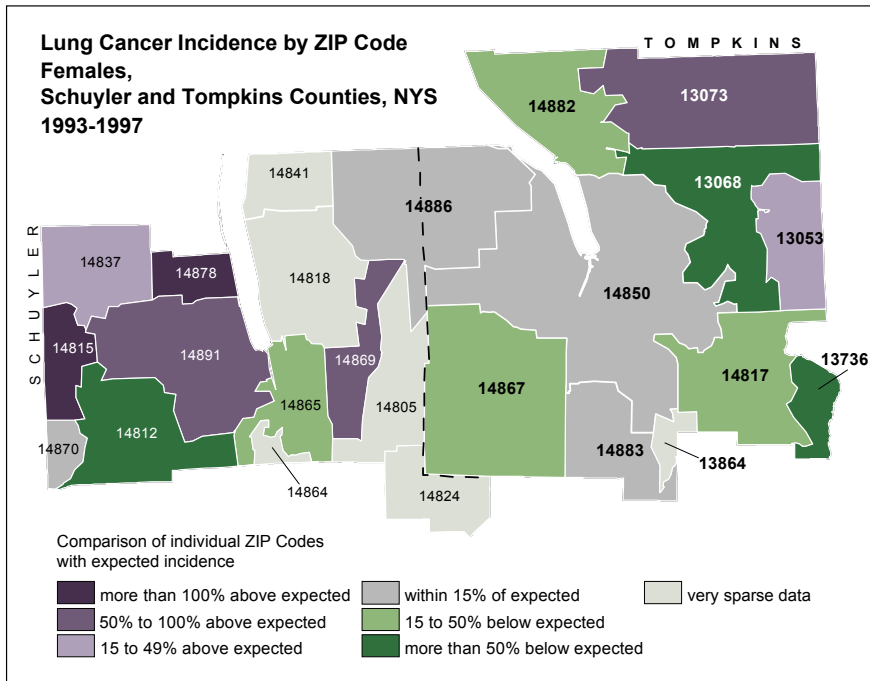 Lung Cancer Incidence by ZIP Code
Females,
Schuyler and Tompkins Counties, NYS
1993-1997
TOMPKINS
SCHUYLER
14882
13073
14841
13068
14886
13053
14837
14878
14818
14850
14815
14891
14869
13736
14867
14817
14865
14805
14812
14870
14883
13864
14864
14824
Comparison of individual ZIP Codes
with expected incidence
more than 100% above expected
50% to 100% above expected
15 to 49% above expected
within 15% of expected
15 to 50% below expected
more than 50% below expected
very sparse data